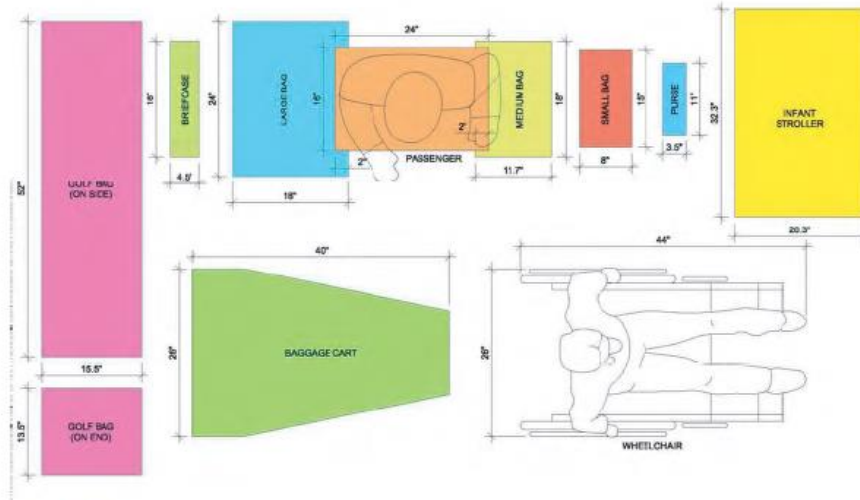 52"
GOLF BAG
(ON SIDE)
15.5"
13.5"
GOLF BAG
(ON END)
16'
BRIEFCASE
4.5'
24"
LARGE BAG
18"
24"
16"
2"
2'
PASSENGER
MEDIUM BAG
18"
11.7"
SMALL BAG
15"
8"
PURSE
11'
3.5"
32.3"
INFANT
STROLLER
20.3"
40"
26"
BAGGAGE CART
44"
26"
WHEELCHAIR